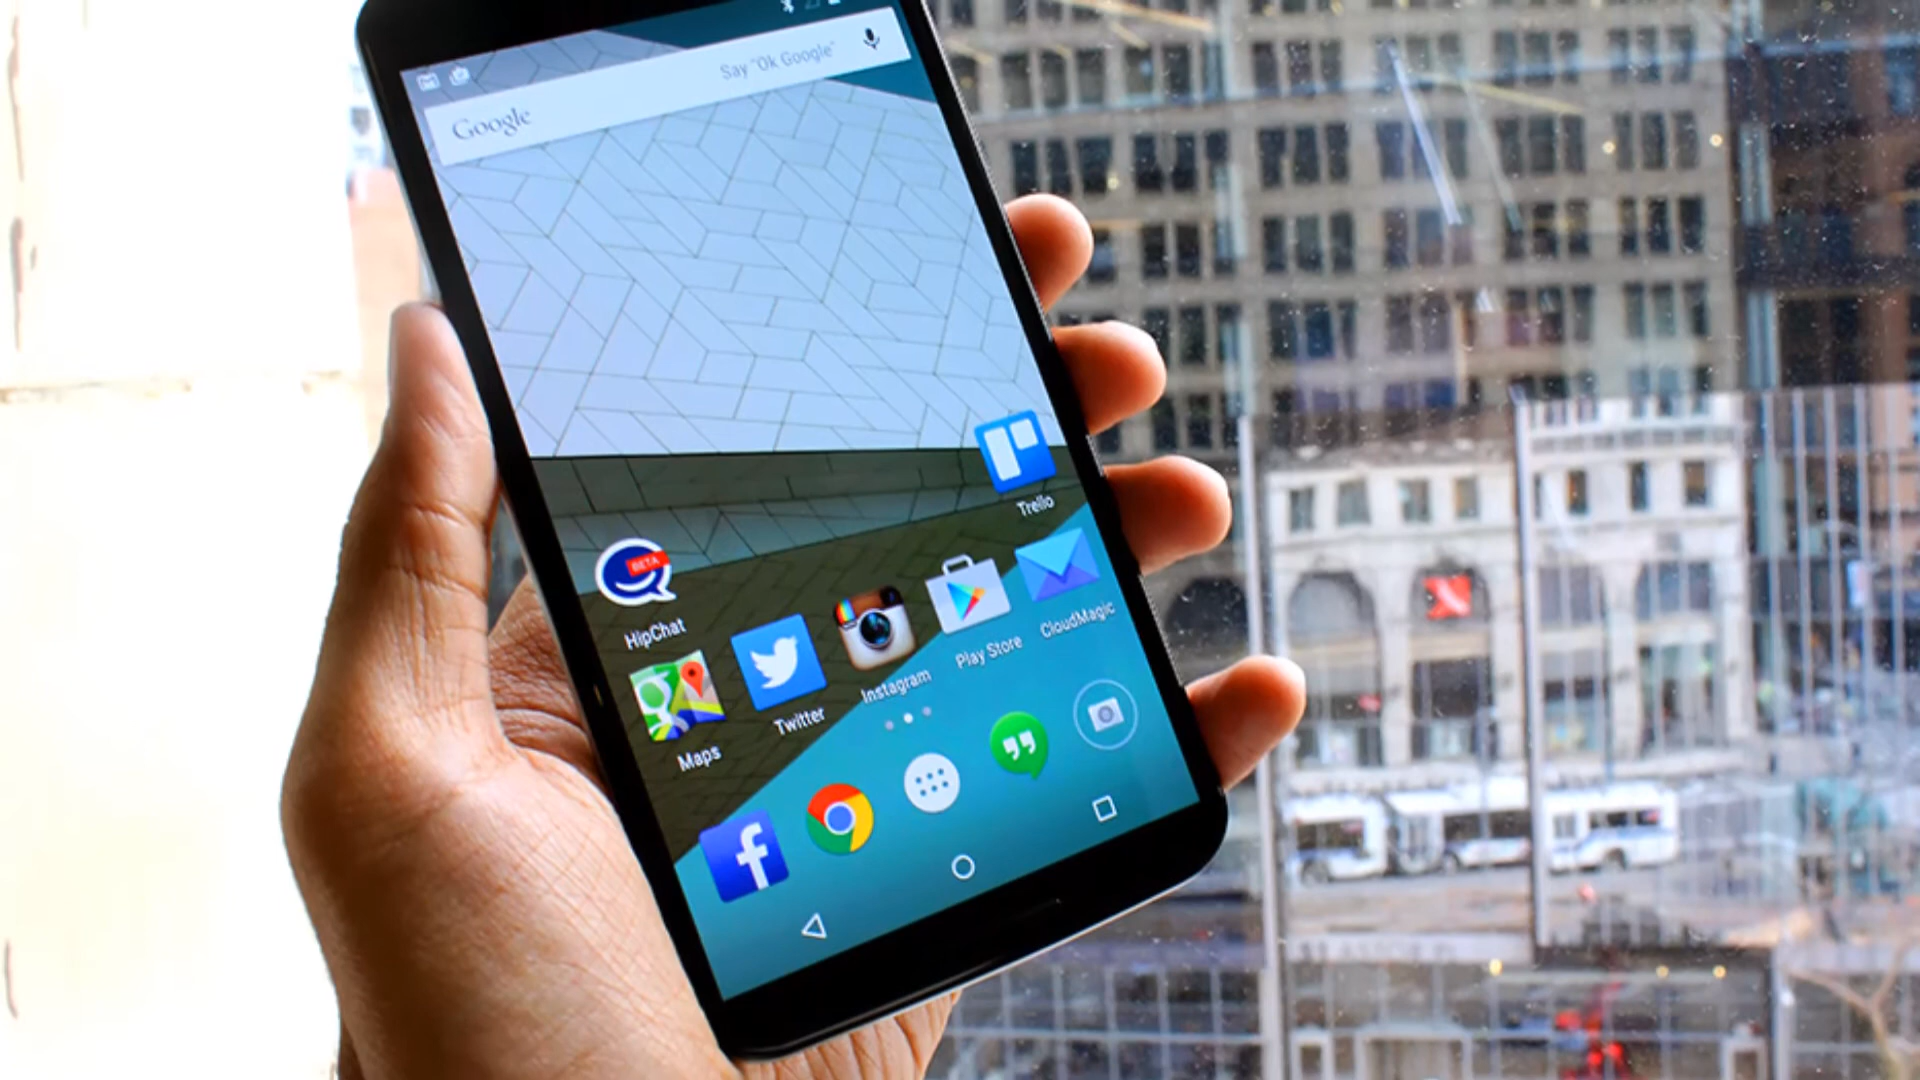 Google
Say "Ok Google"
Trello
BETA
HipChat
Maps
Twitter
Instagram
Play Store
CloudMagic